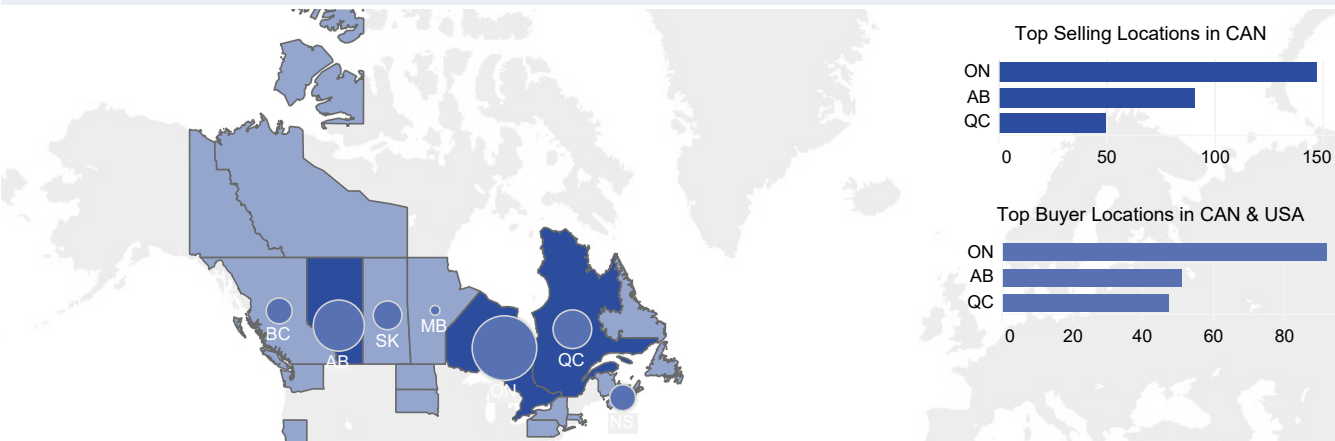 Top Selling Locations in CAN
ON
AB
QC
0 50 100 150
Top Buyer Locations in CAN & USA
ON
AB
QC
0 20 40 60 80
BC
AB
SK
MB
ON
QC
NS